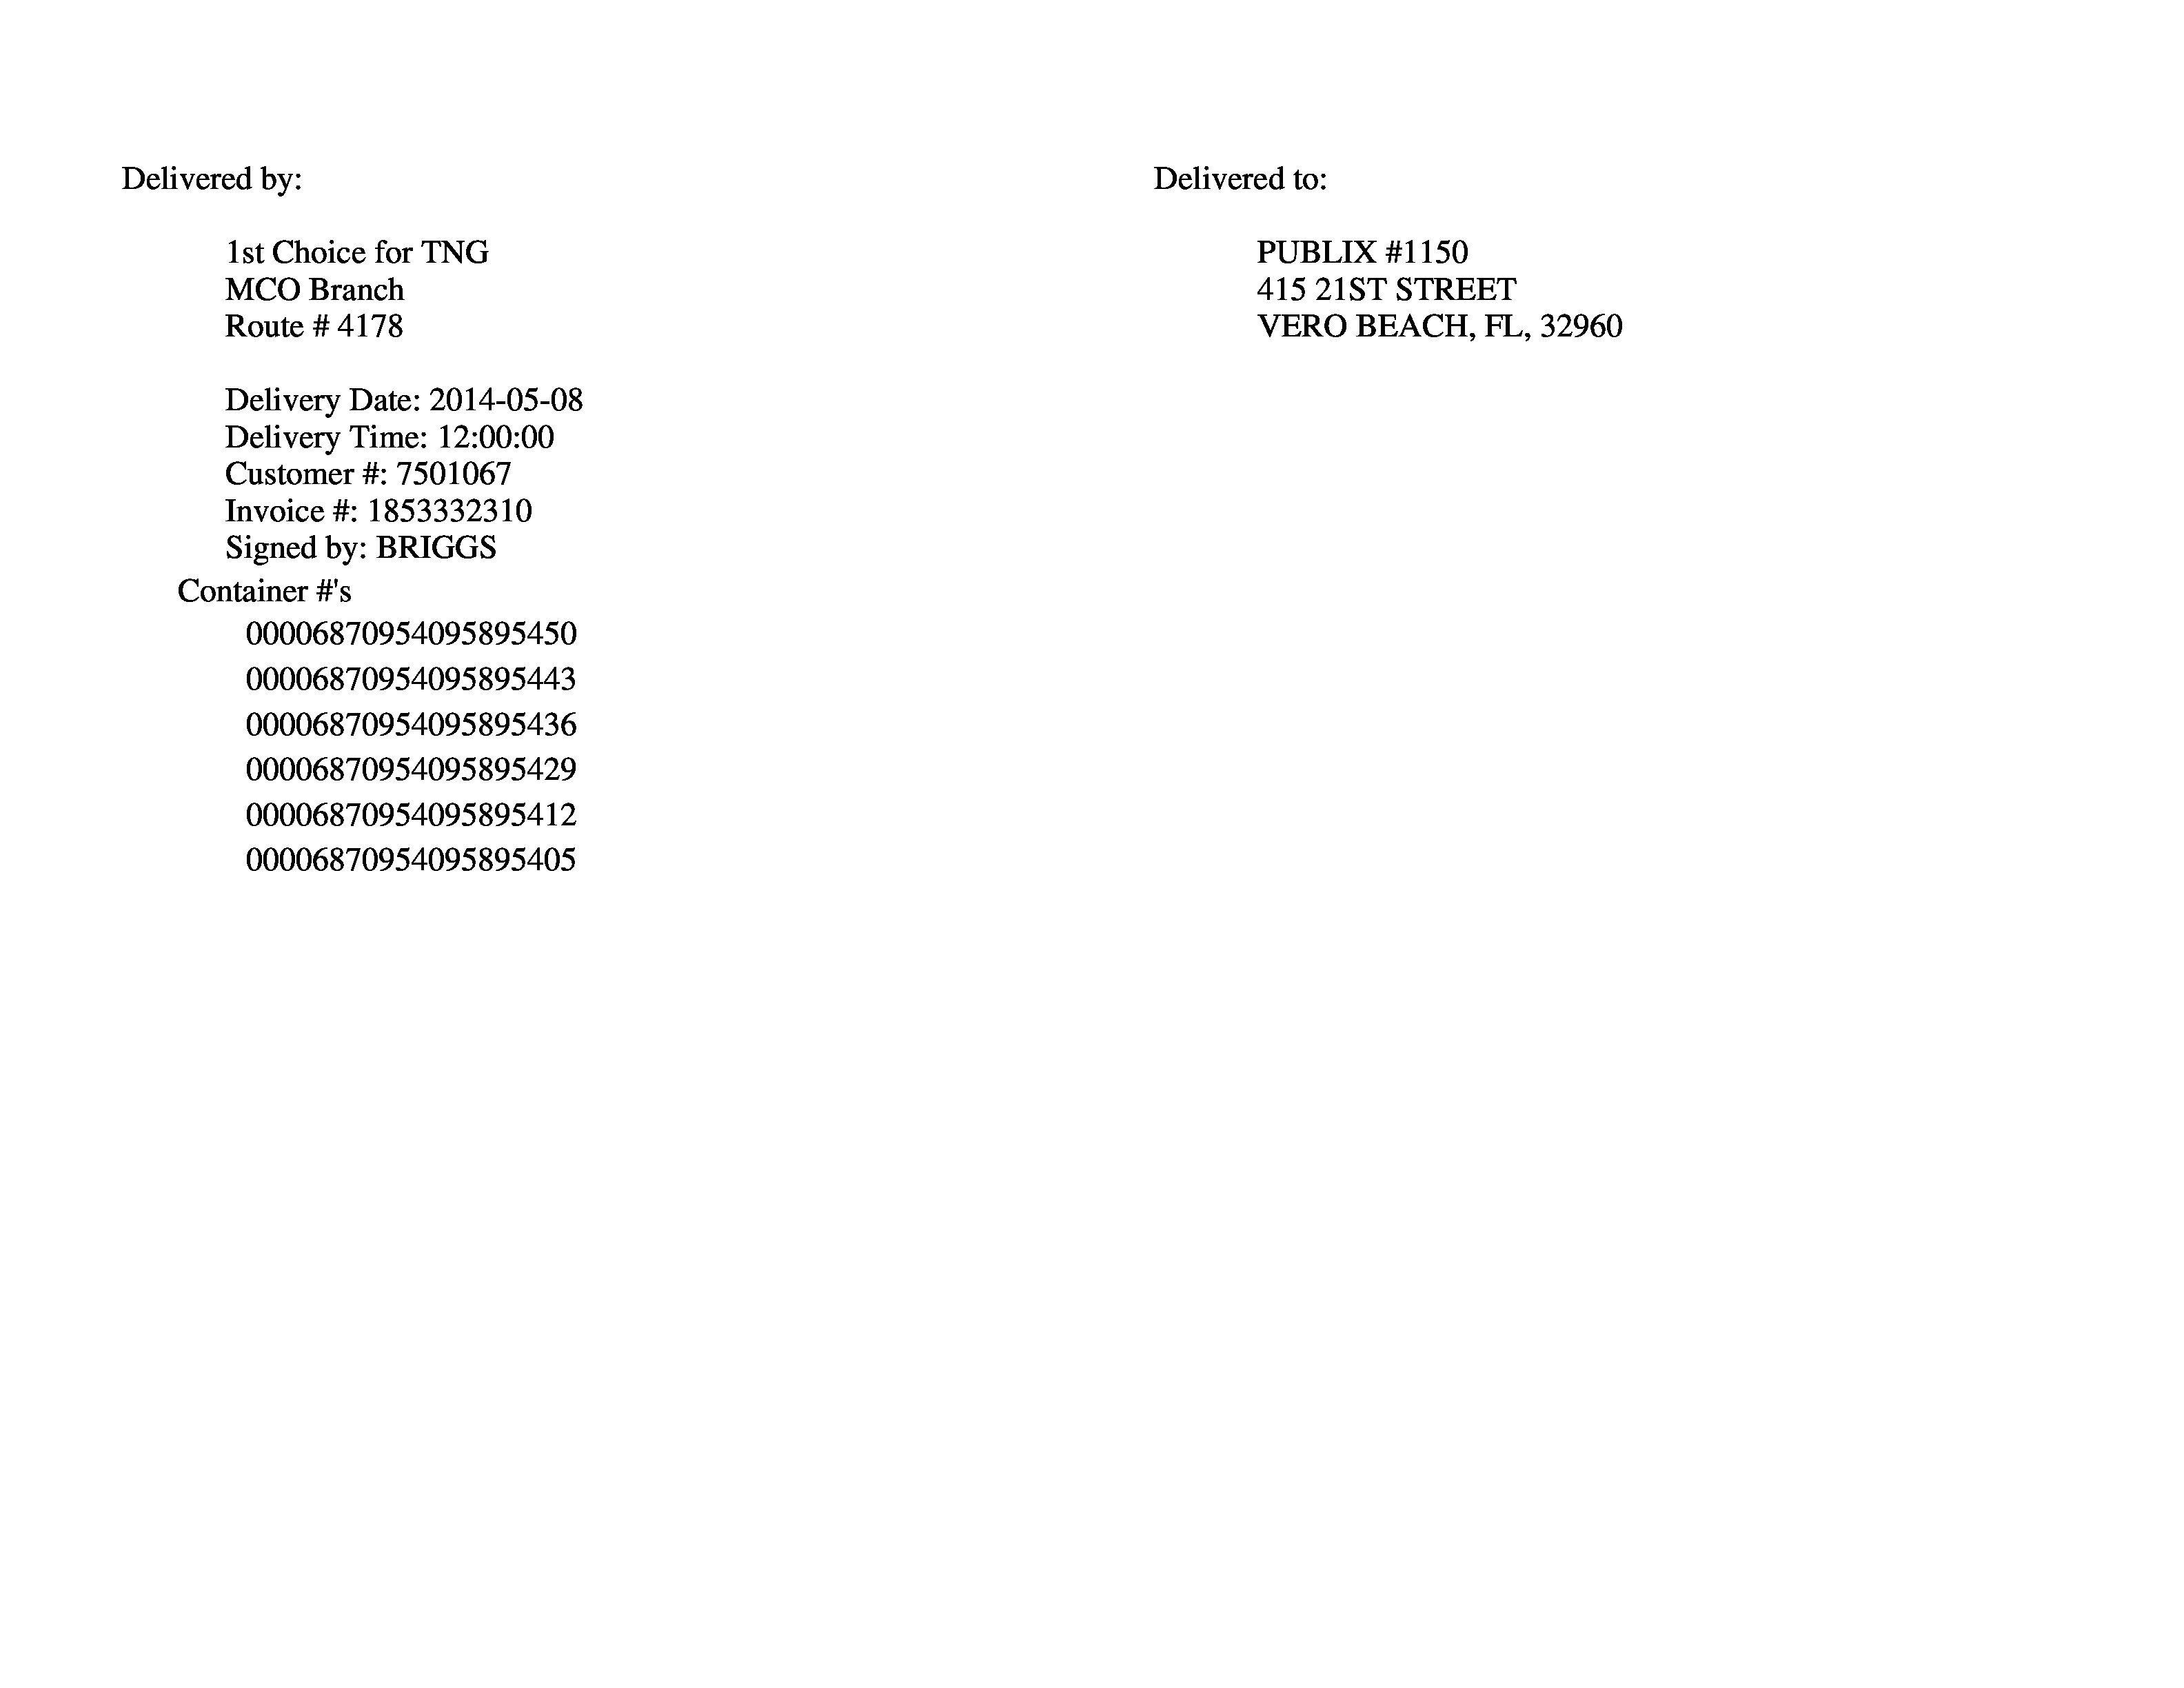 Delivered by:
1st Choice for TNG
MCO Branch
Route # 4178
Delivery Date: 2014-05-08
Delivery Time: 12:00:00
Customer #: 7501067
Invoice #: 1853332310
Signed by: BRIGGS
Container #'s
00006870954095895450
00006870954095895443
00006870954095895436
00006870954095895429
00006870954095895412
00006870954095895405
Delivered to:
PUBLIX #1150
415 21ST STREET
VERO BEACH, FL, 32960